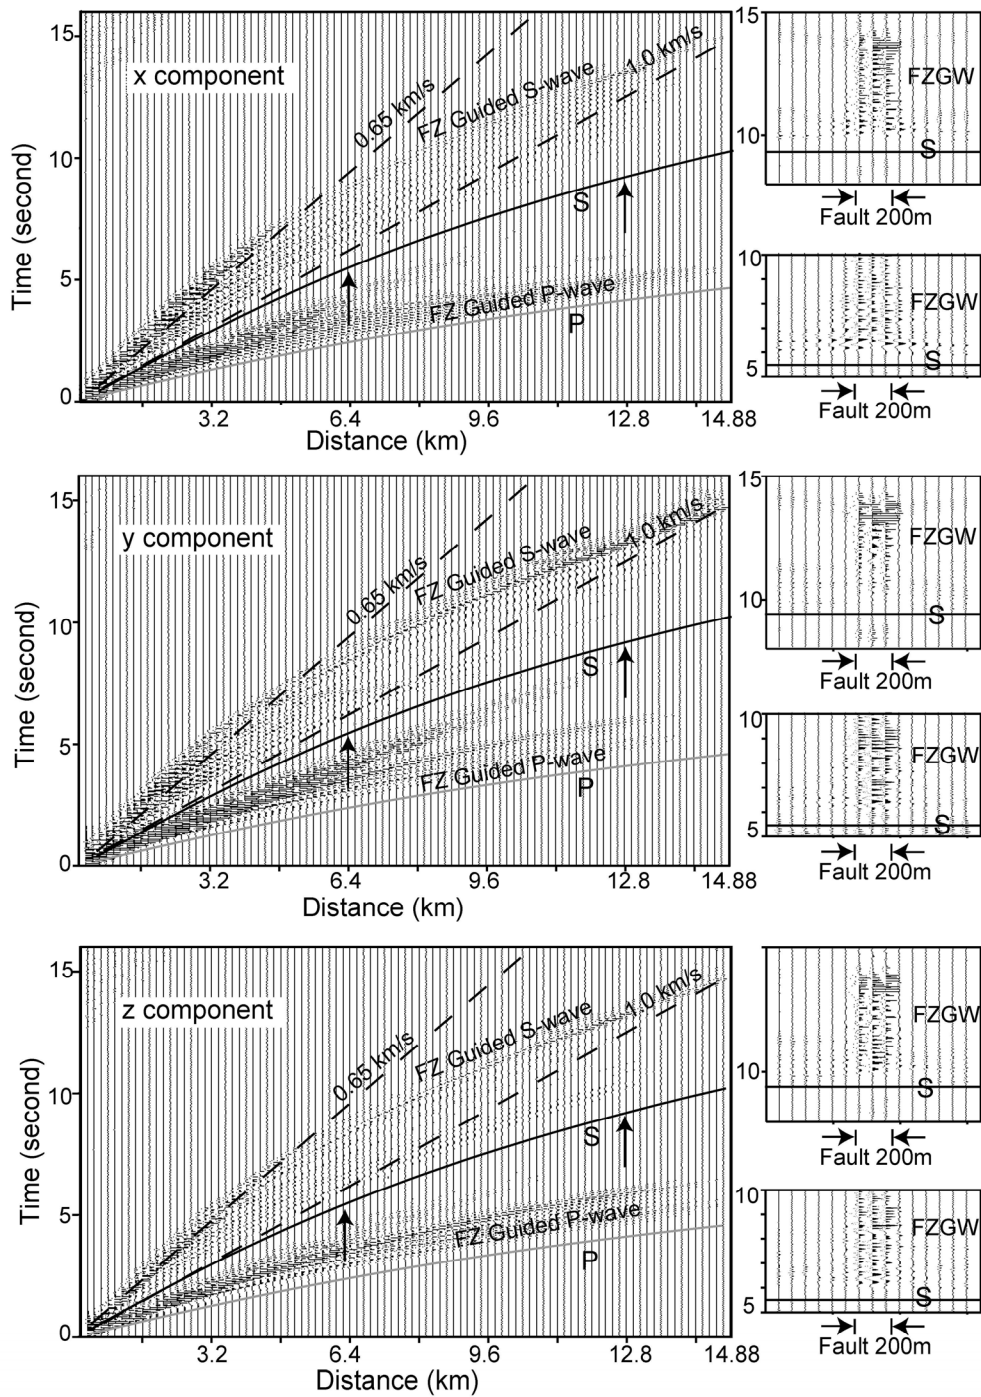 x component
Time (second)
15
10
5
0
0.65 km/s
FZ Guided S-wave
1.0 km/s
S
FZ Guided P-wave
P
3.2
6.4
9.6
12.8
14.88
Distance (km)
15
10
FZGW
S
Fault 200m
10
5
FZGW
S
Fault 200m
y component
Time (second)
15
10
5
0
0.65 km/s
FZ Guided S-wave
1.0 km/s
S
FZ Guided P-wave
P
3.2
6.4
9.6
12.8
14.88
Distance (km)
15
10
FZGW
S
Fault 200m
10
5
FZGW
S
Fault 200m
z component
Time (second)
15
10
5
0
0.65 km/s
FZ Guided S-wave
1.0 km/s
S
FZ Guided P-wave
P
3.2
6.4
9.6
12.8
14.88
Distance (km)
10
FZGW
S
Fault 200m
10
5
FZGW
S
Fault 200m